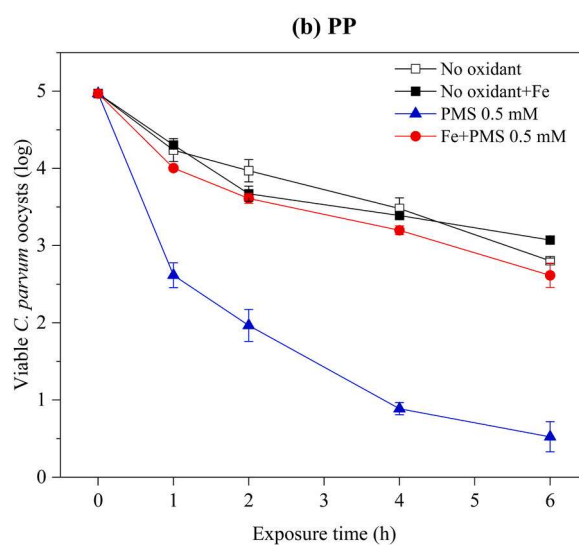 (b) PP
No oxidant
No oxidant+Fe
PMS 0.5 mM
Fe+PMS 0.5 mM
Viable C. parvum oocysts (log)
5
4
3
2
1
0
0 1 2 3 4 5 6
Exposure time (h)